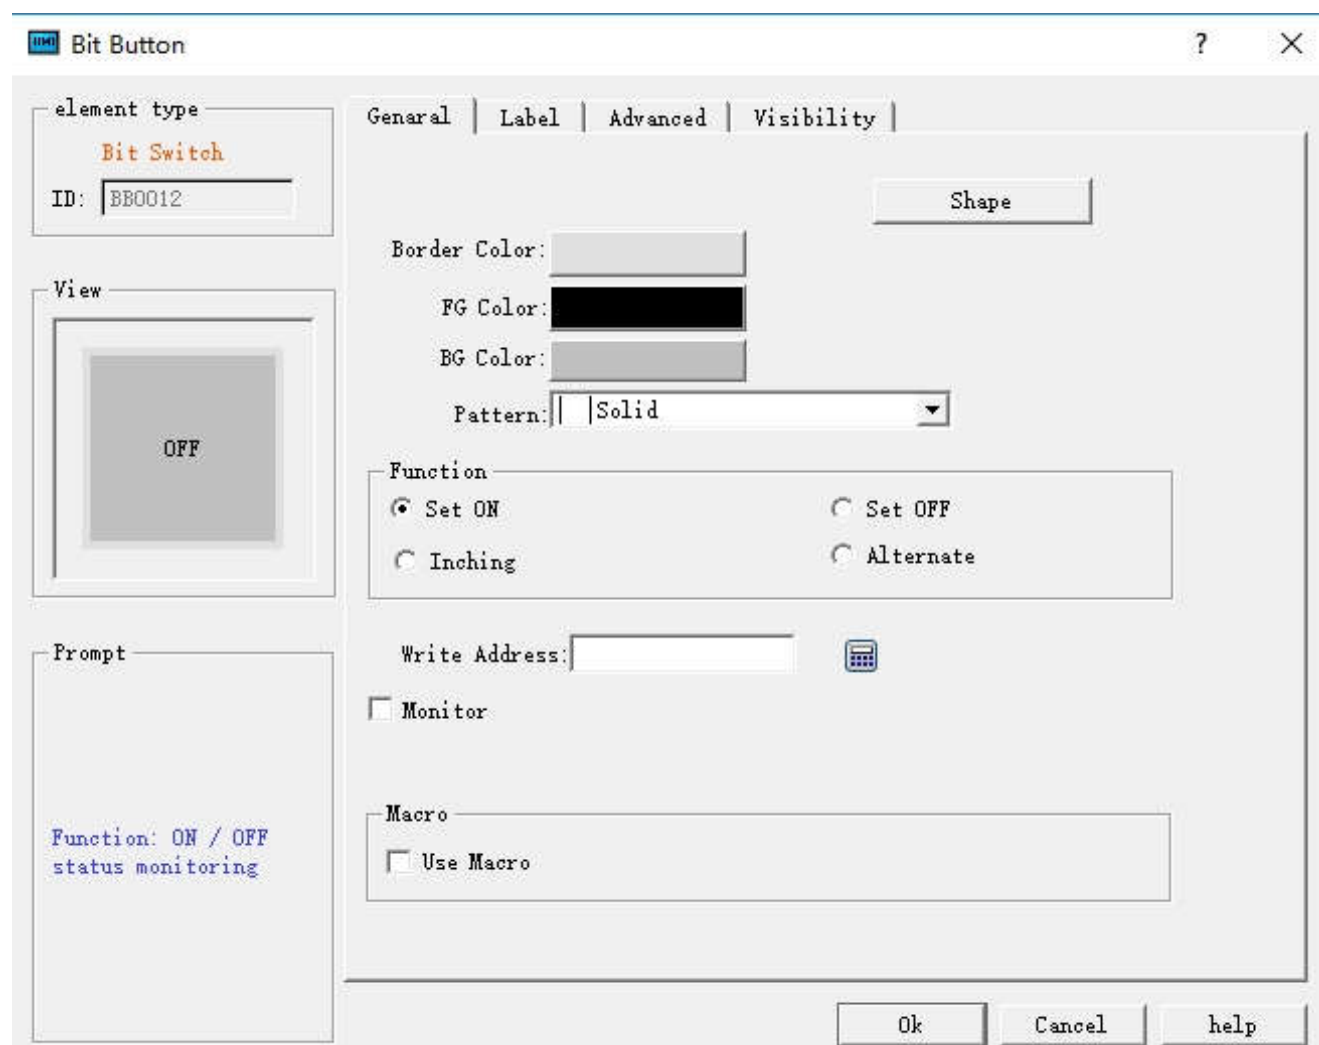 Bit Button
?
element type
Bit Switch
ID: BB0012
View
OFF
Prompt
Function: ON / OFF
status monitoring
Genaral Label Advanced Visibility
Shape
Border Color:
FG Color:
BG Color:
Pattern: Solid
Function
Set ON Set OFF
Inching Alternate
Write Address:
Monitor
Macro
Use Macro
Ok Cancel help